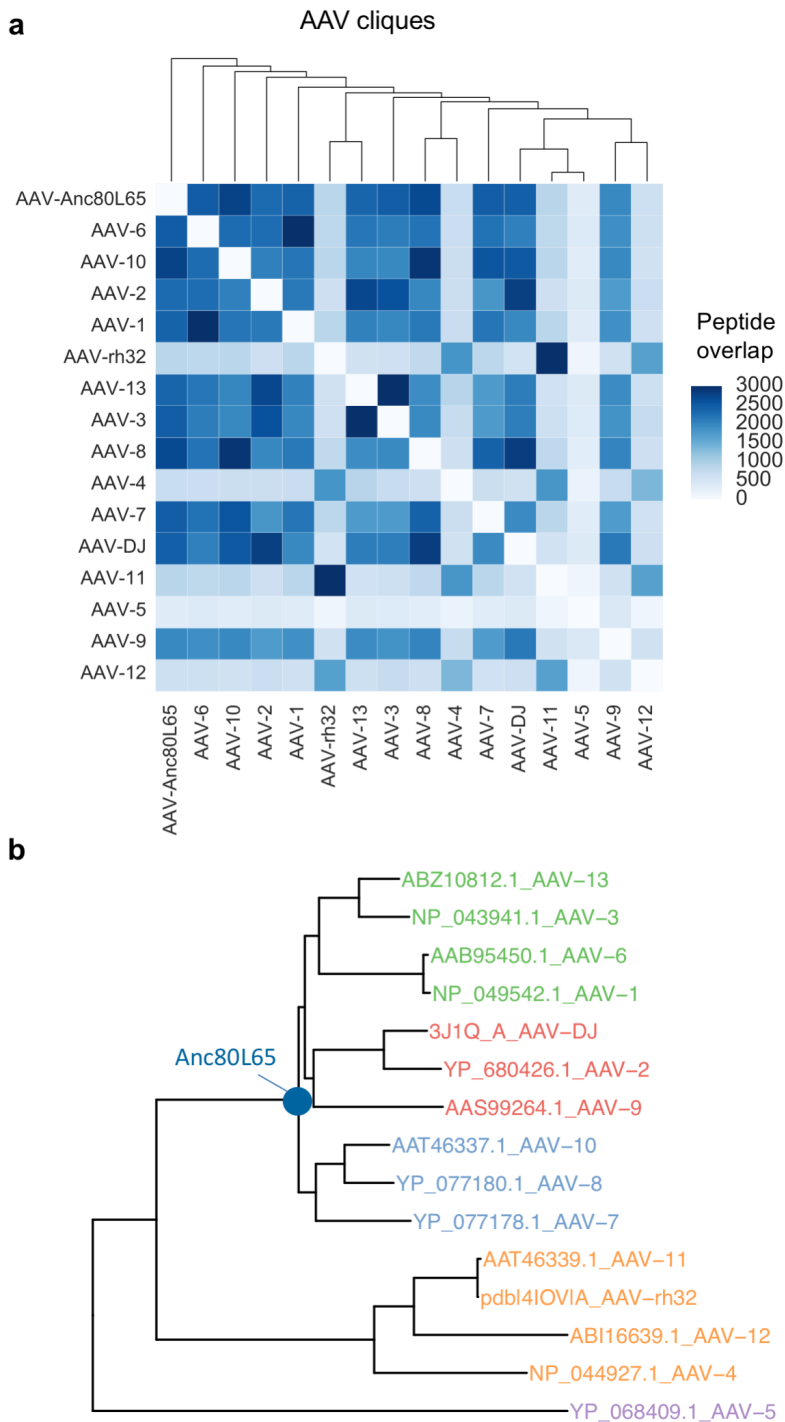 a
AAV cliques
AAV-Anc80L65
AAV-6
AAV-10
AAV-2
AAV-1
AAV-rh32
AAV-13
AAV-3
AAV-8
AAV-4
AAV-7
AAV-DJ
AAV-11
AAV-5
AAV-9
AAV-12
Peptide
overlap
3000
2500
2000
1500
1000
500
0
AAV-Anc80L65
AAV-6
AAV-10
AAV-2
AAV-1
AAV-rh32
AAV-13
AAV-3
AAV-8
AAV-4
AAV-7
AAV-DJ
AAV-11
AAV-5
AAV-9
AAV-12
b
ABZ10812.1_AAV−13
NP_043941.1_AAV−3
AAB95450.1_AAV−6
NP_049542.1_AAV−1
3J1Q_A_AAV−DJ
Anc80L65
YP_680426.1_AAV−2
AAS99264.1_AAV−9
AAT46337.1_AAV−10
YP_077180.1_AAV−8
YP_077178.1_AAV−7
AAT46339.1_AAV−11
pdbl4IOVIA_AAV−rh32
ABI16639.1_AAV−12
NP_044927.1_AAV−4
YP_068409.1_AAV−5